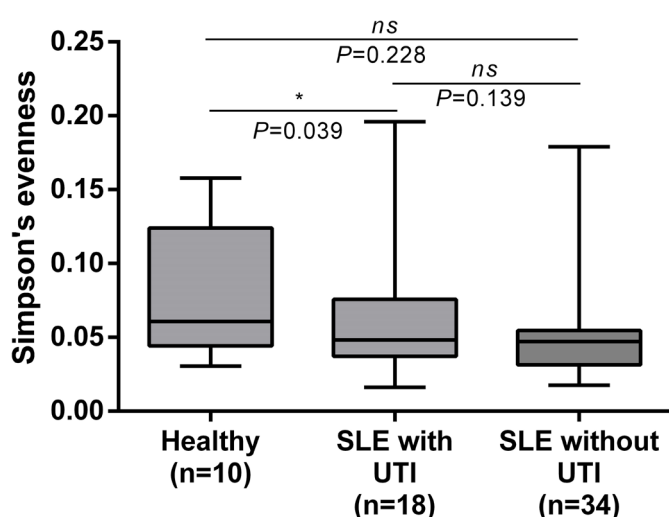 ns
P=0.228
ns
P=0.139
*
P=0.039
Simpson's evenness
0.25
0.20
0.15
0.10
0.05
0.00
Healthy
(n=10)
SLE with
UTI
(n=18)
SLE without
UTI
(n=34)